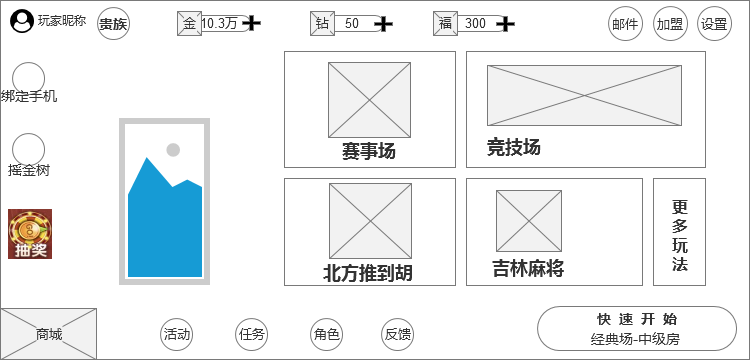 玩家昵称
贵族
金
10.3万
钻
50
福
300
邮件
加盟
设置
绑定手机
摇金树
抽奖
赛事场
竞技场
北方推到胡
吉林麻将
更多玩法
商城
活动
任务
角色
反馈
快速开始
经典场-中级房